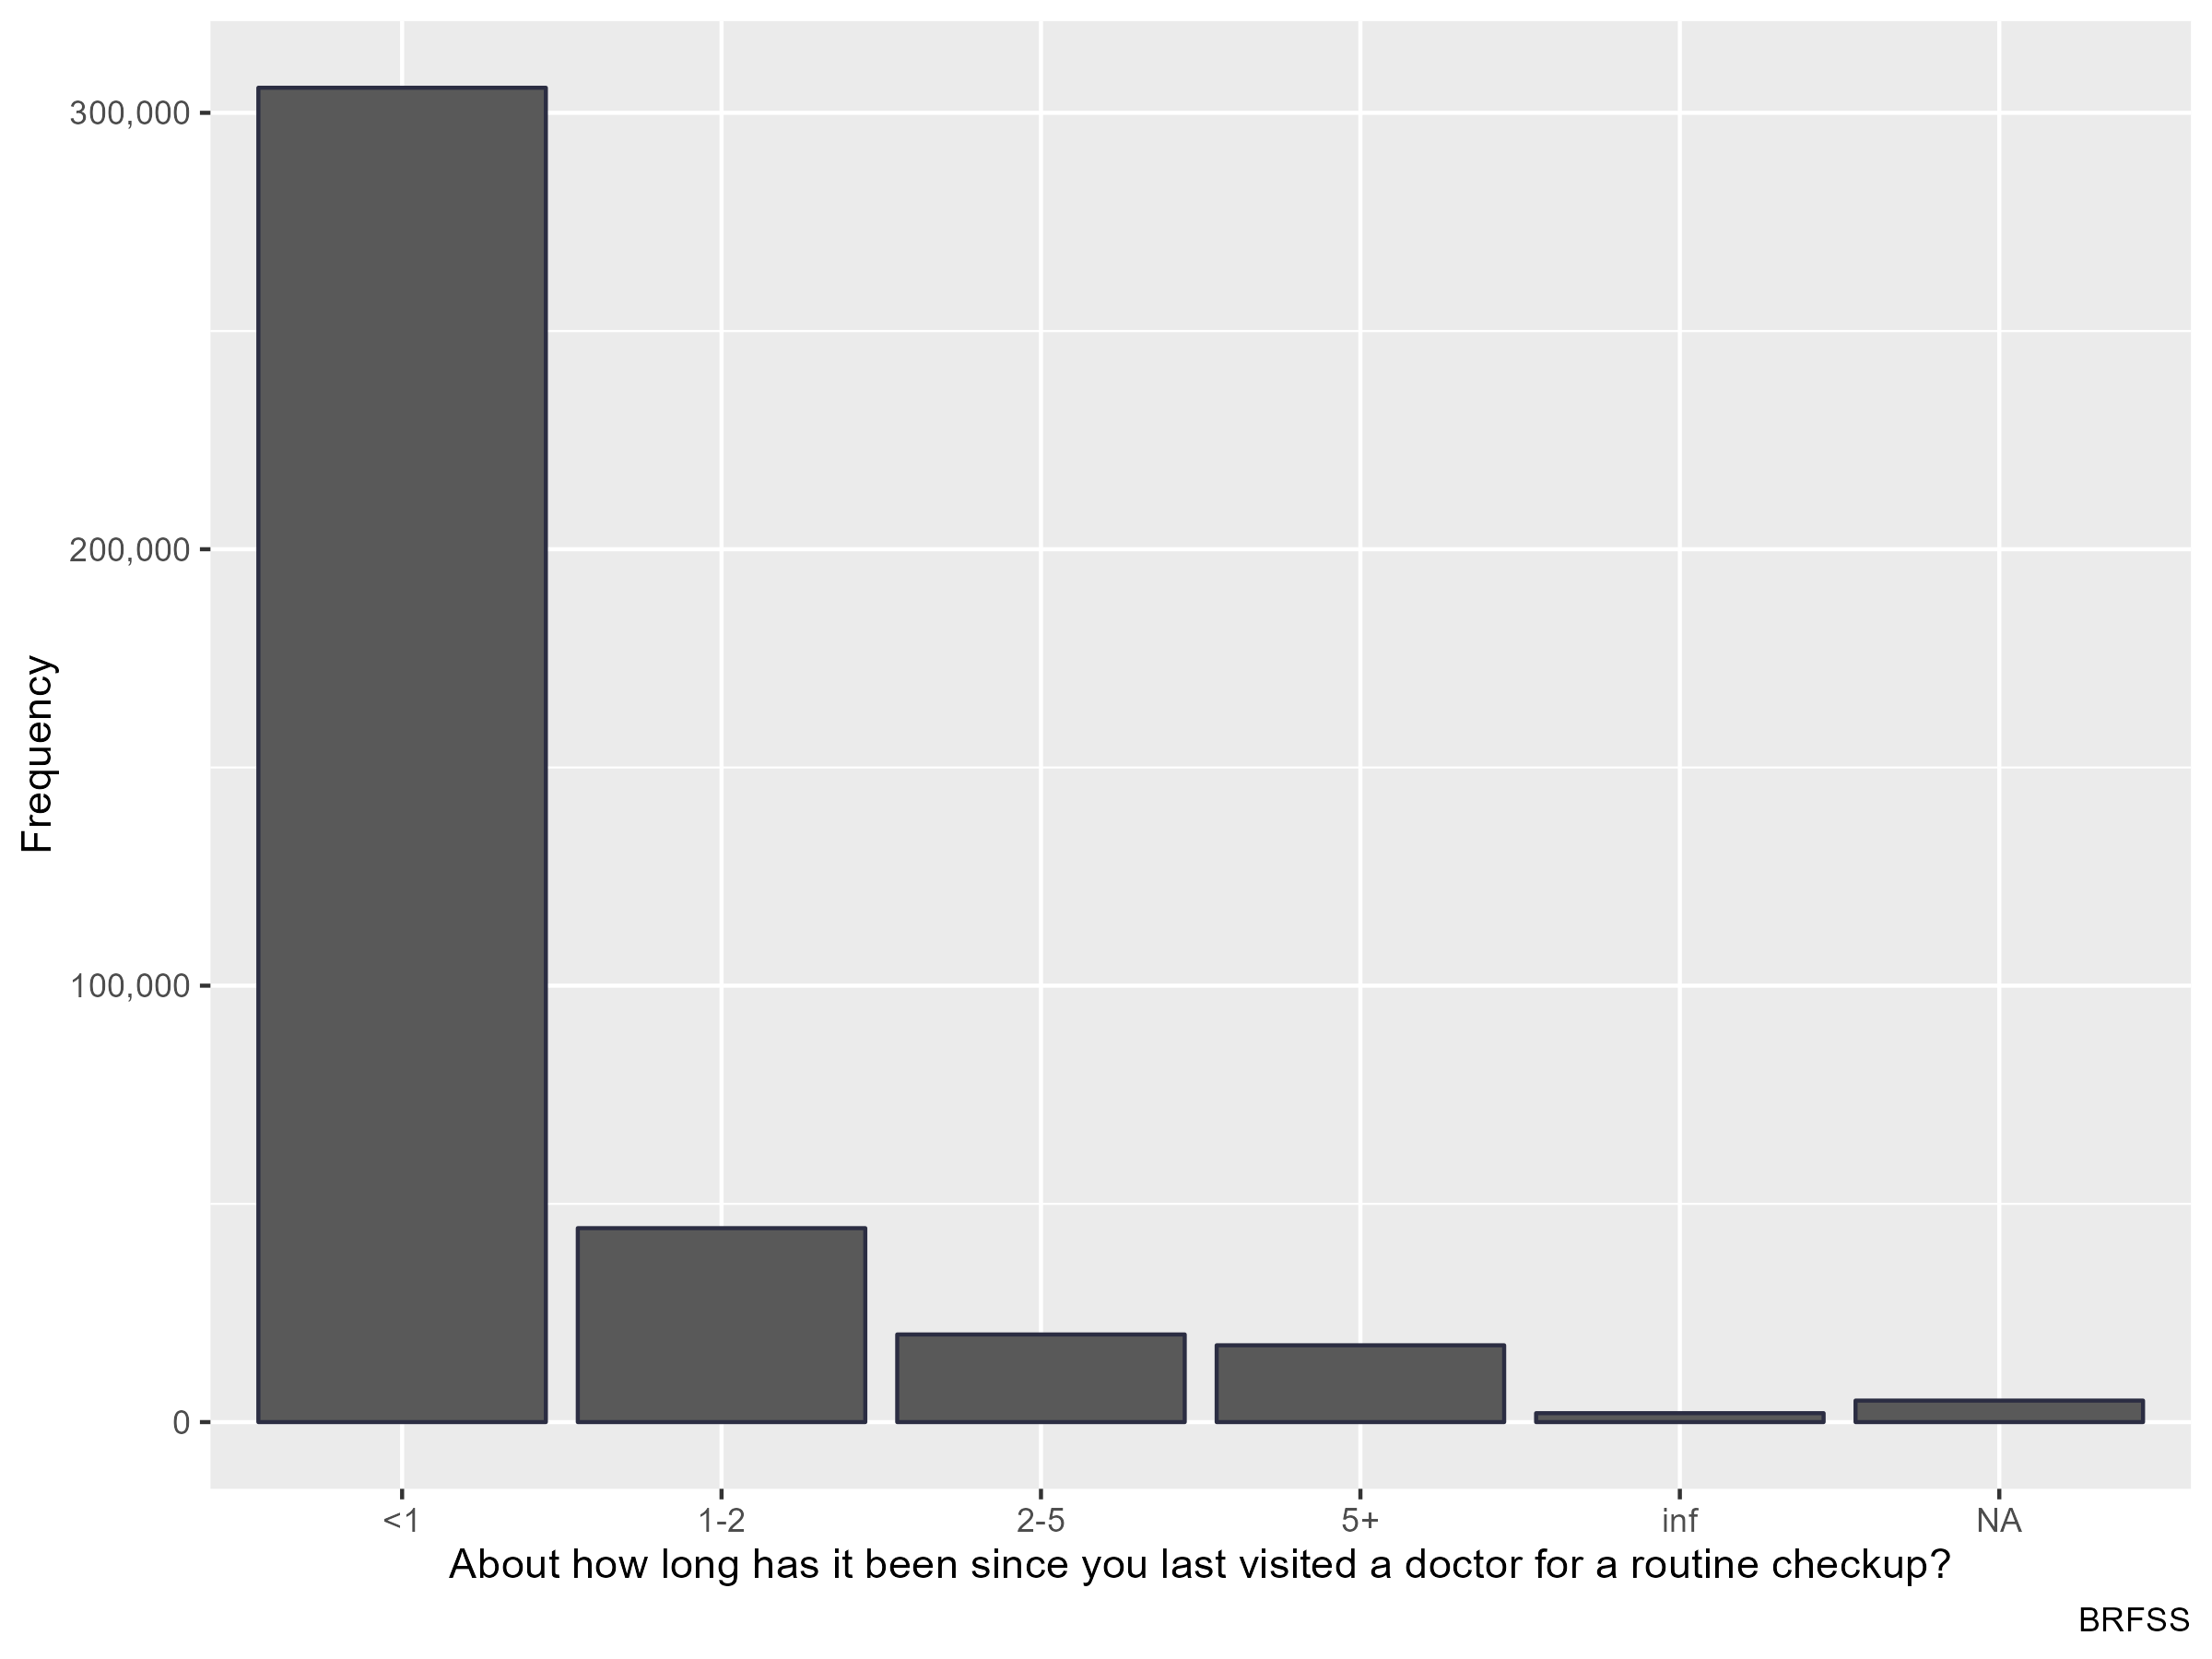 Frequency
300,000
200,000
100,000
0
<1 1-2 2-5 5+ inf NA
About how long has it been since you last visited a doctor for a routine checkup?
BRFSS